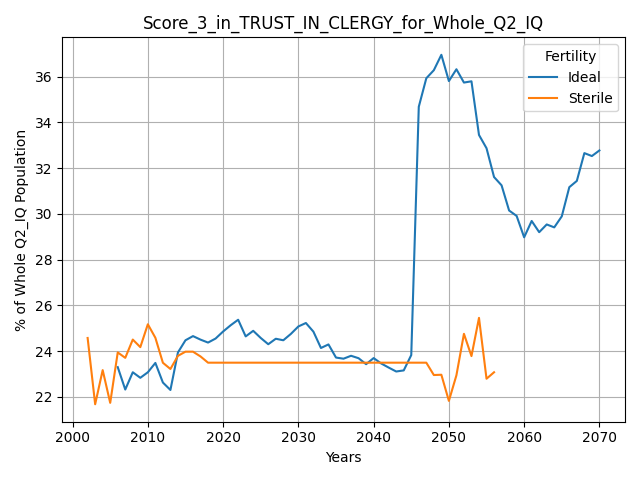 Score_3_in_TRUST_IN_CLERGY_for_Whole_Q2_IQ
% of Whole Q2_IQ Population
36
34
32
30
28
26
24
22
Fertility
Ideal
Sterile
2000
2010
2020
2030
2040
2050
2060
2070
Years